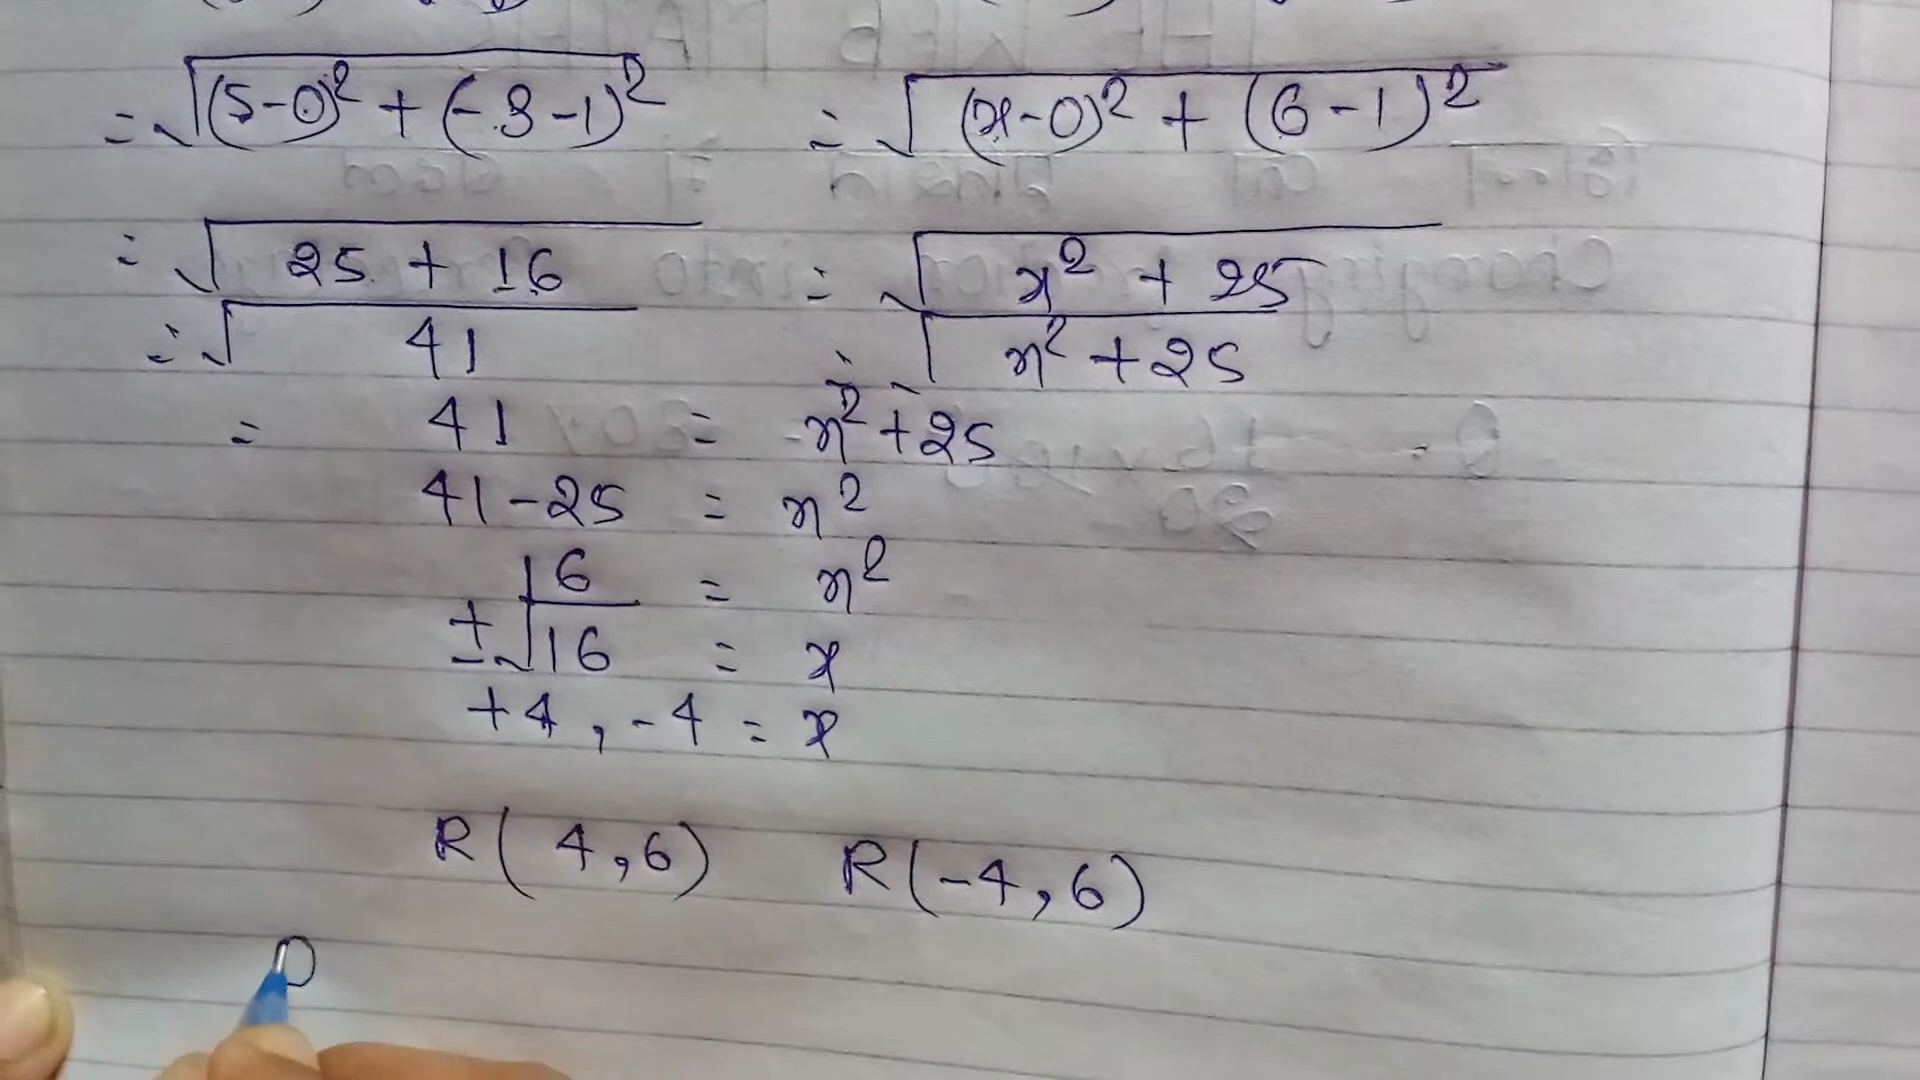 = √(5-0)² + (-3-1)² = √(x-0)² + (6-1)²
= √25 + 16 = √x² + 25
= √41 = √x² + 25
= 41 = x² + 25
41 - 25 = x²
16 = x²
± √16 = x
+4, -4 = x
R(4,6) R(-4,6)